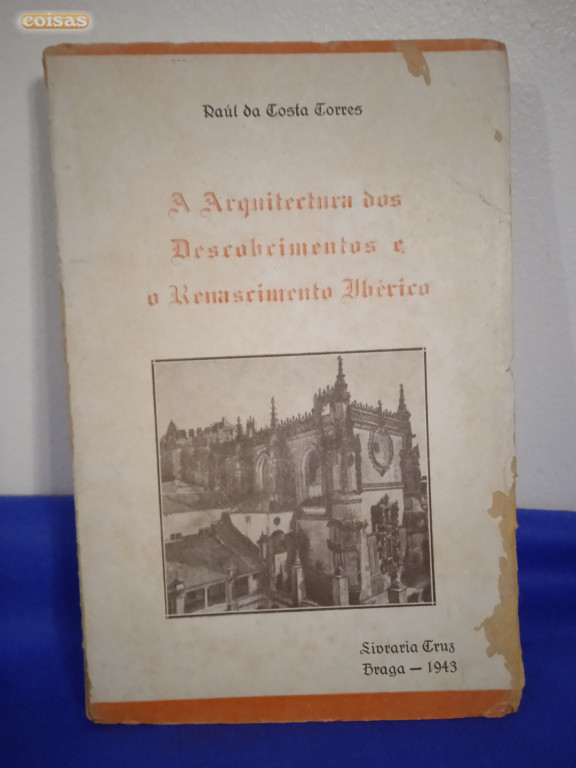 coisas
Raúl da Costa Torres
A Arquitectura dos
Descobrimentos e
o Renascimento Ibérico
Livraria Cruz
Braga — 1943